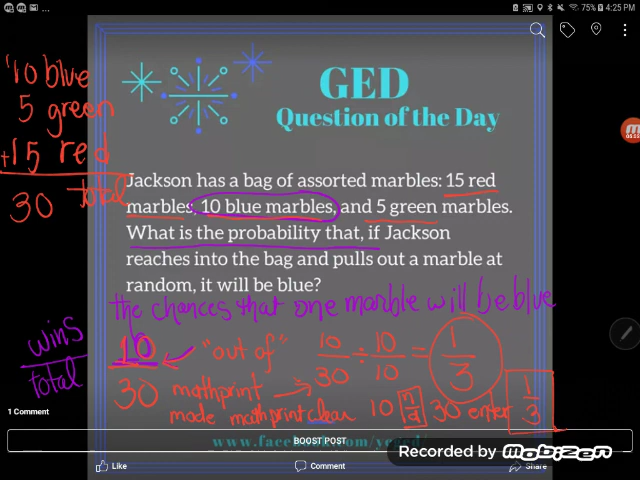 75% 4:25 PM
GED
Question of the Day
10 blue
5 green
+15 red
30 total
Jackson has a bag of assorted marbles: 15 red
marbles, 10 blue marbles, and 5 green marbles.
What is the probability that, if Jackson
reaches into the bag and pulls out a marble at
random, it will be blue?
the chances that one marble will be blue
wins
total
10
30
"out of"
10/30 ÷ 10/10 = 1/3
mathprint
mode mathprint clear 10 n/d 30 enter 1/3
1 Comment
BOOST POST
Like Comment Share
Recorded by Mobizen